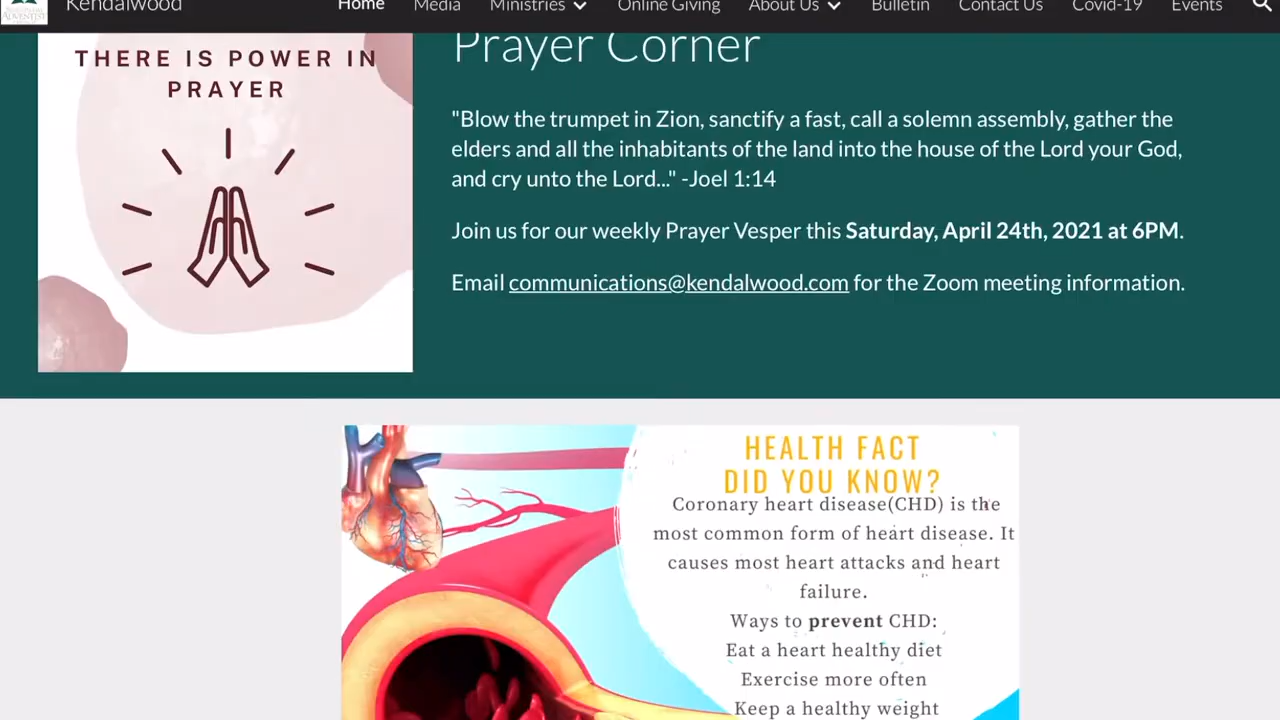 ADVENTIST
Kendalwood
Home Media Ministries Online Giving About Us Bulletin Contact Us Covid-19 Events
THERE IS POWER IN
PRAYER
Prayer Corner
"Blow the trumpet in Zion, sanctify a fast, call a solemn assembly, gather the
elders and all the inhabitants of the land into the house of the Lord your God,
and cry unto the Lord..." -Joel 1:14
Join us for our weekly Prayer Vesper this Saturday, April 24th, 2021 at 6PM.
Email communications@kendalwood.com for the Zoom meeting information.
HEALTH FACT
DID YOU KNOW?
Coronary heart disease(CHD) is the
most common form of heart disease. It
causes most heart attacks and heart
failure.
Ways to prevent CHD:
Eat a heart healthy diet
Exercise more often
Keep a healthy weight